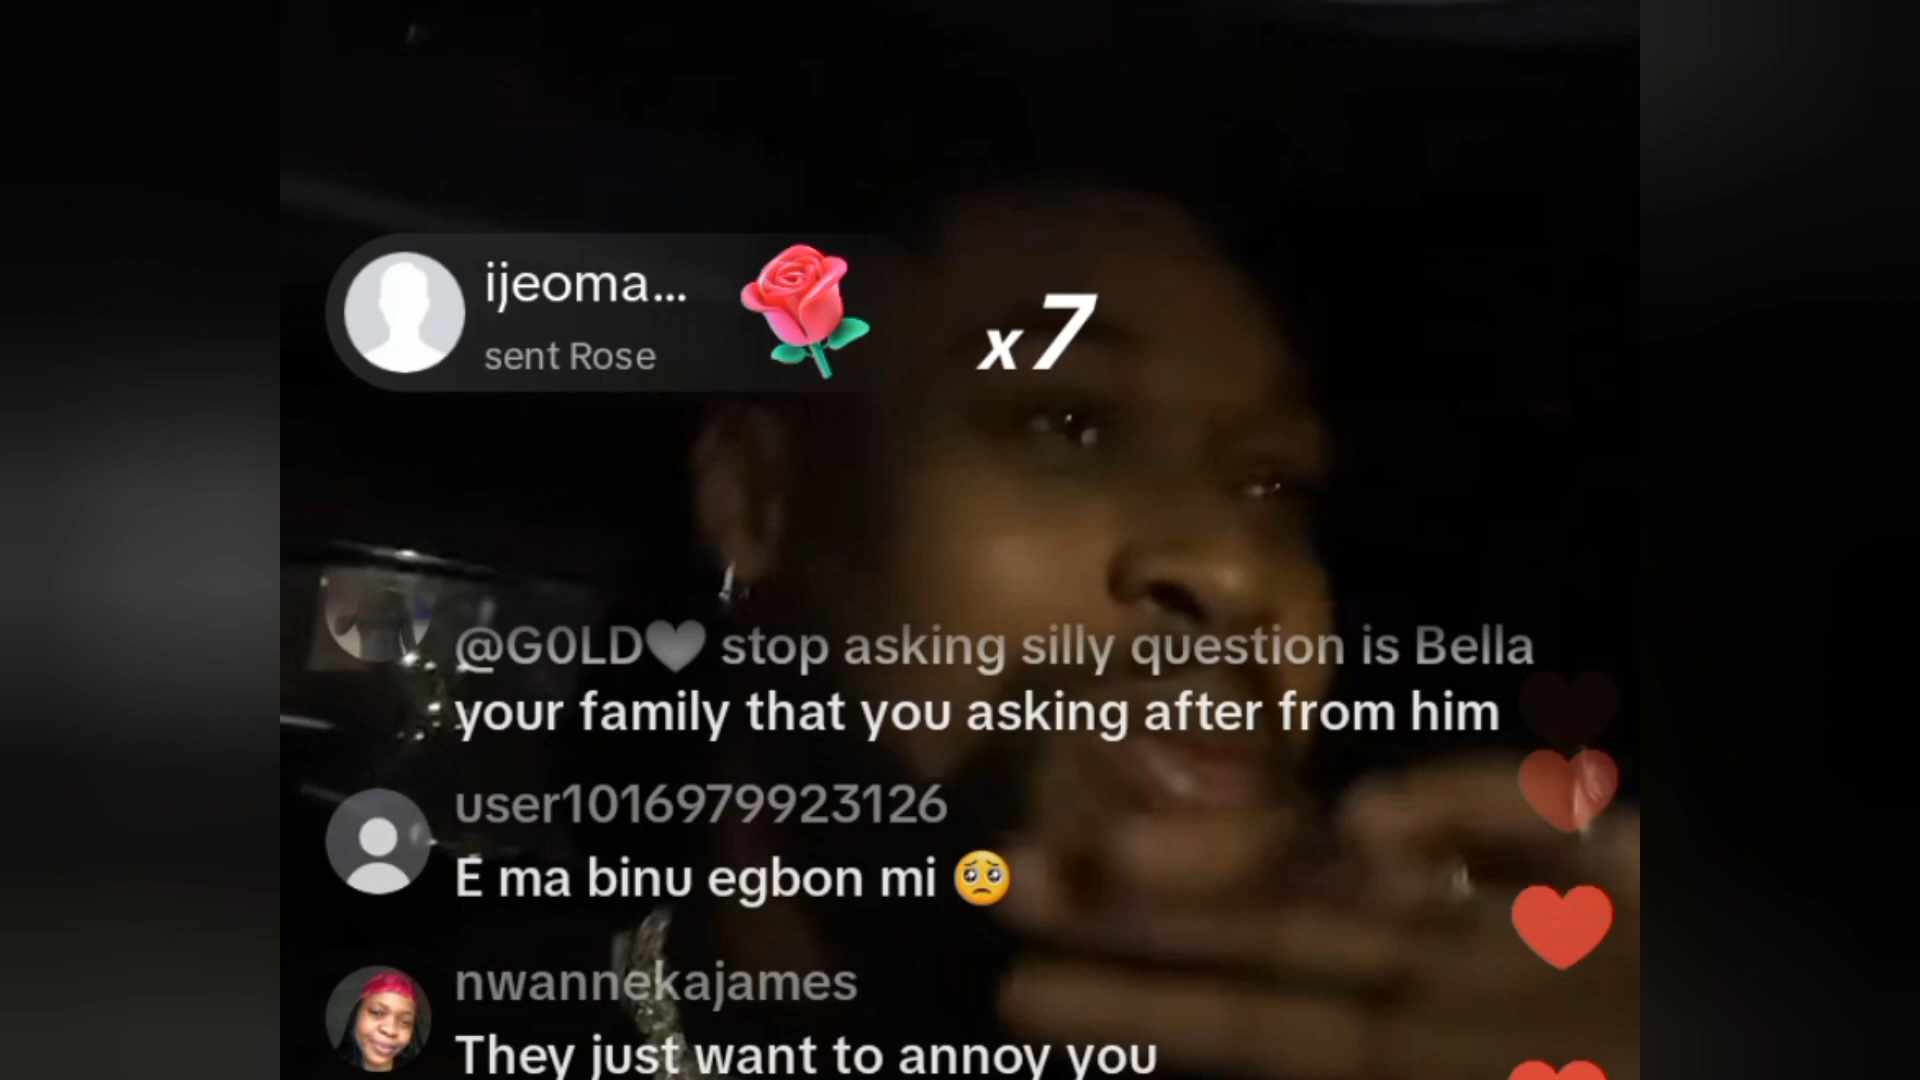 ijeoma...
sent Rose
x7
@G0LD🩶 stop asking silly question is Bella
your family that you asking after from him
user1016979923126
E ma binu egbon mi 🥺
nwannekajames
They just want to annoy you